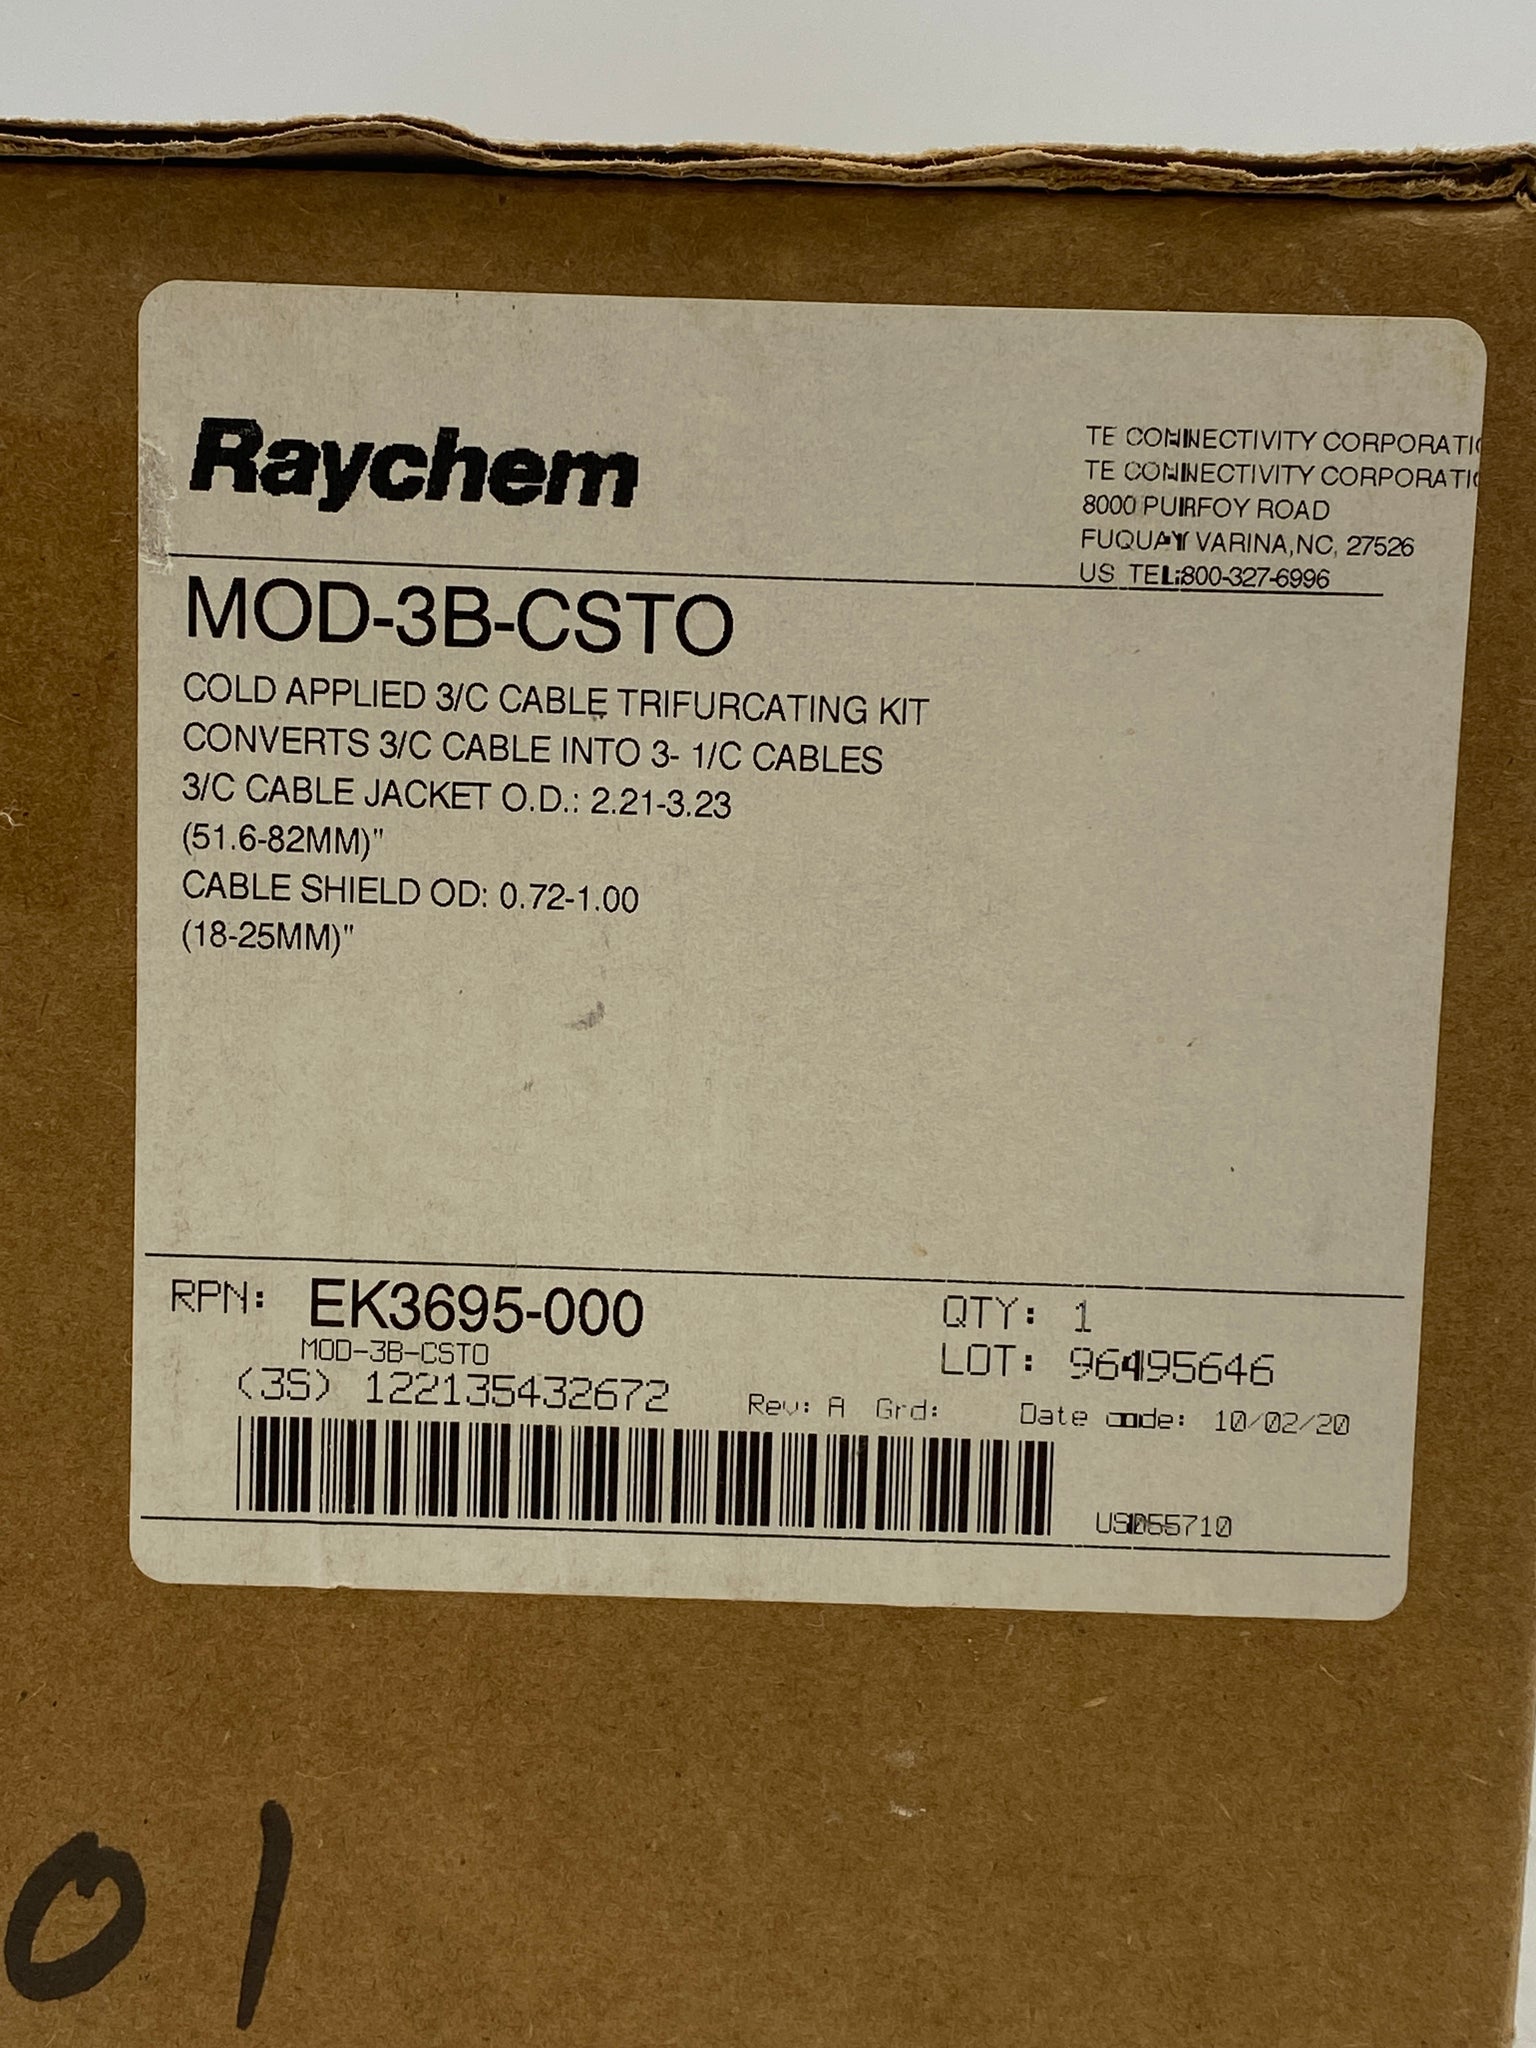 Raychem
TE CONNECTIVITY CORPORATI
TE CONNECTIVITY CORPORATI
8000 PURFOY ROAD
FUQUAY VARINA, NC, 27526
US TEL:800-327-6996
MOD-3B-CSTO
COLD APPLIED 3/C CABLE TRIFURCATING KIT
CONVERTS 3/C CABLE INTO 3- 1/C CABLES
3/C CABLE JACKET O.D.: 2.21-3.23
(51.6-82MM)"
CABLE SHIELD OD: 0.72-1.00
(18-25MM)"
RPN: EK3695-000
QTY: 1
MOD-3B-CSTO
LOT:
(3S) 122135432672
Rev: A Grd:
Date code: 10/02/20
01